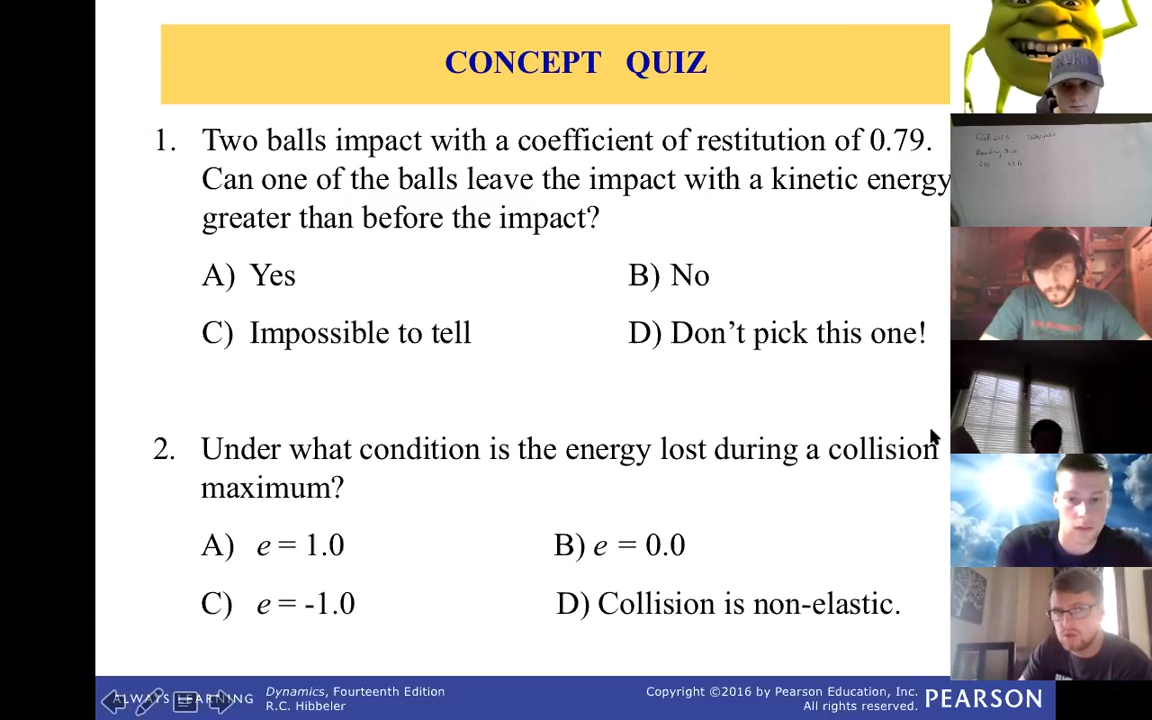 CONCEPT QUIZ
1. Two balls impact with a coefficient of restitution of 0.79.
Can one of the balls leave the impact with a kinetic energy
greater than before the impact?
A) Yes
B) No
C) Impossible to tell
D) Don’t pick this one!
2. Under what condition is the energy lost during a collision
maximum?
A) e = 1.0
B) e = 0.0
C) e = -1.0
D) Collision is non-elastic.
ALWAYS LEARNING
Dynamics, Fourteenth Edition
R.C. Hibbeler
Copyright ©2016 by Pearson Education, Inc.
All rights reserved.
PEARSON